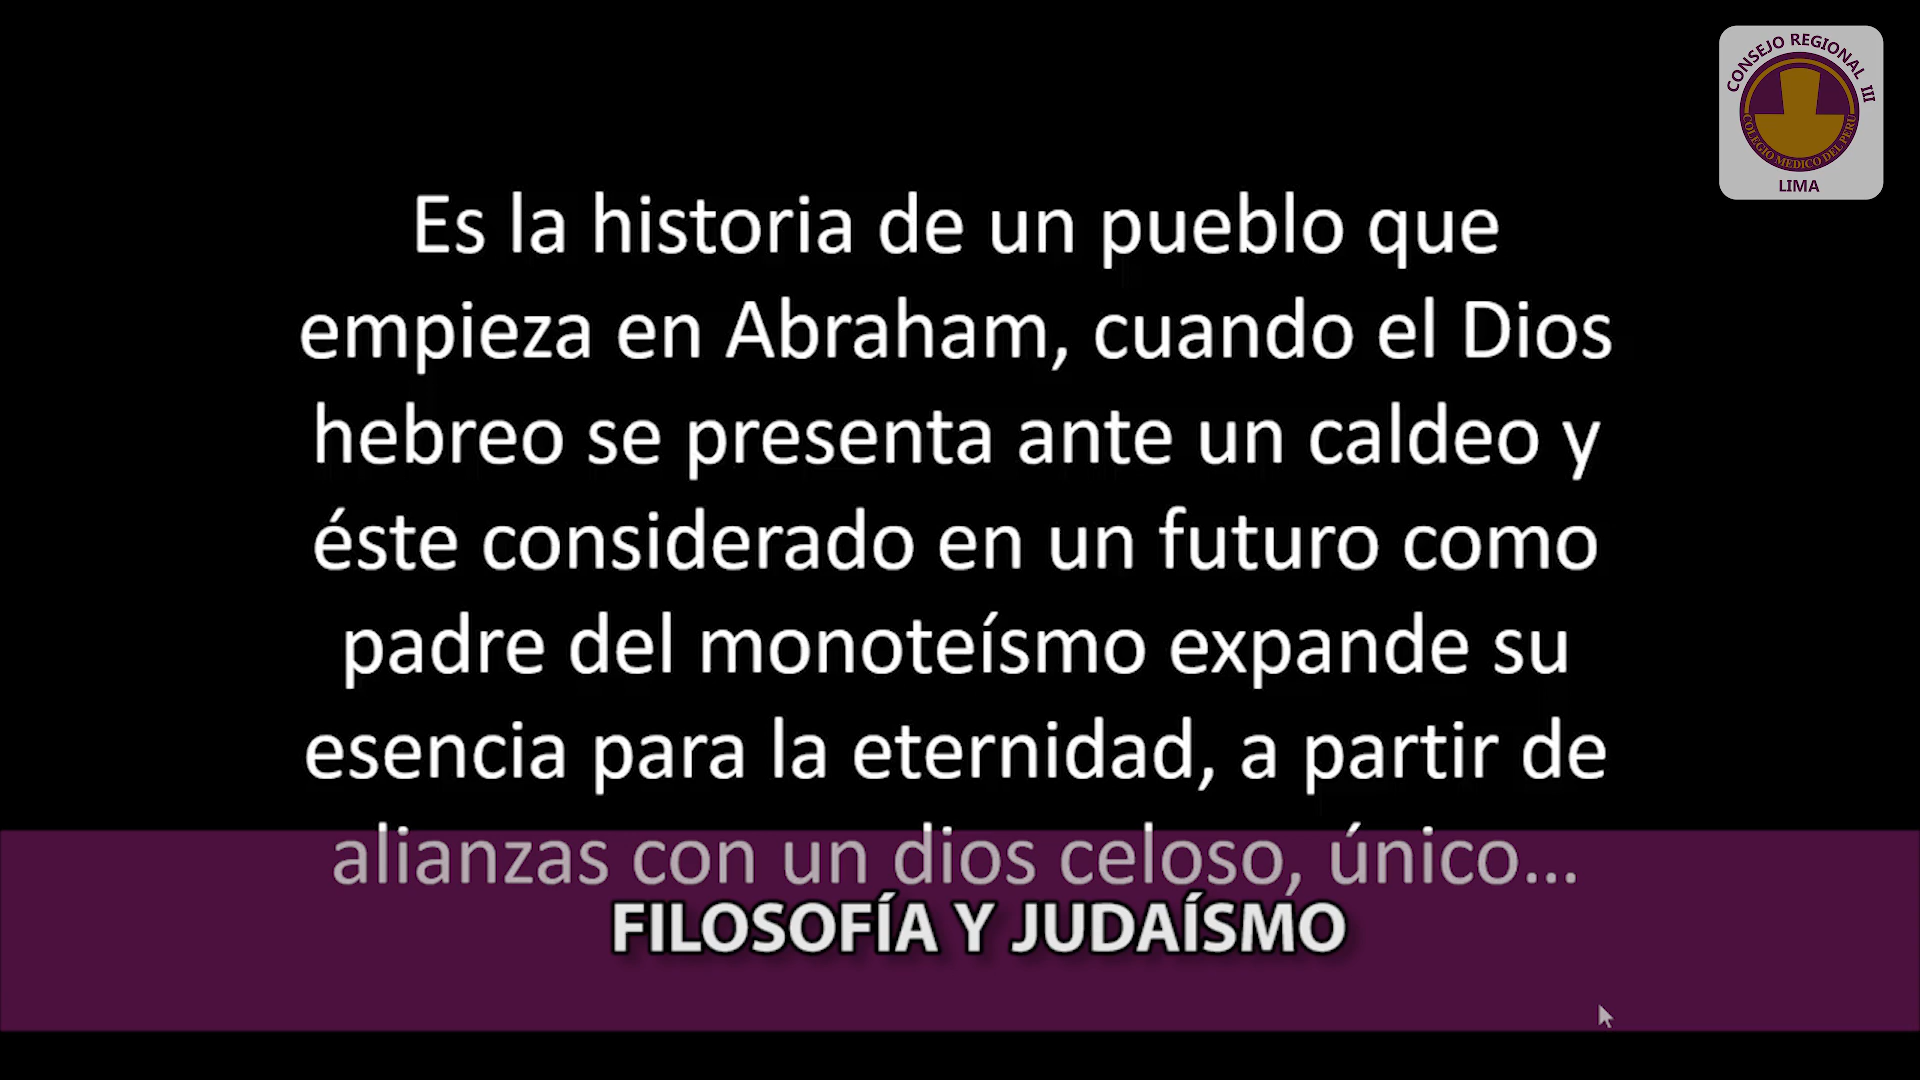 CONSEJO REGIONAL III
COLEGIO MEDICO DEL PERU
LIMA
Es la historia de un pueblo que
empieza en Abraham, cuando el Dios
hebreo se presenta ante un caldeo y
éste considerado en un futuro como
padre del monoteísmo expande su
esencia para la eternidad, a partir de
alianzas con un dios celoso, único...
FILOSOFÍA Y JUDAÍSMO